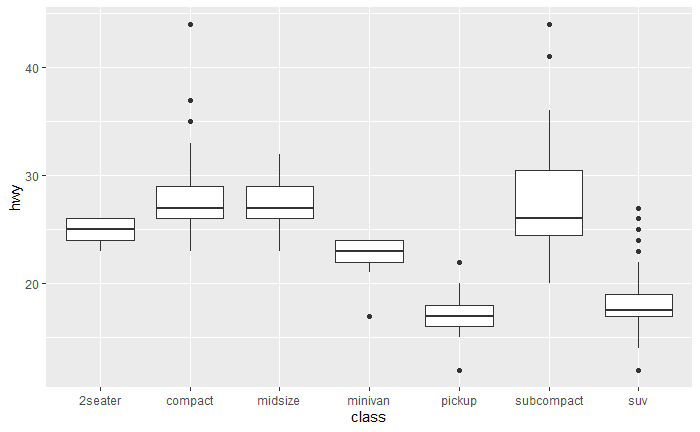 hwy
40
30
20
2seater compact midsize minivan pickup subcompact suv
class